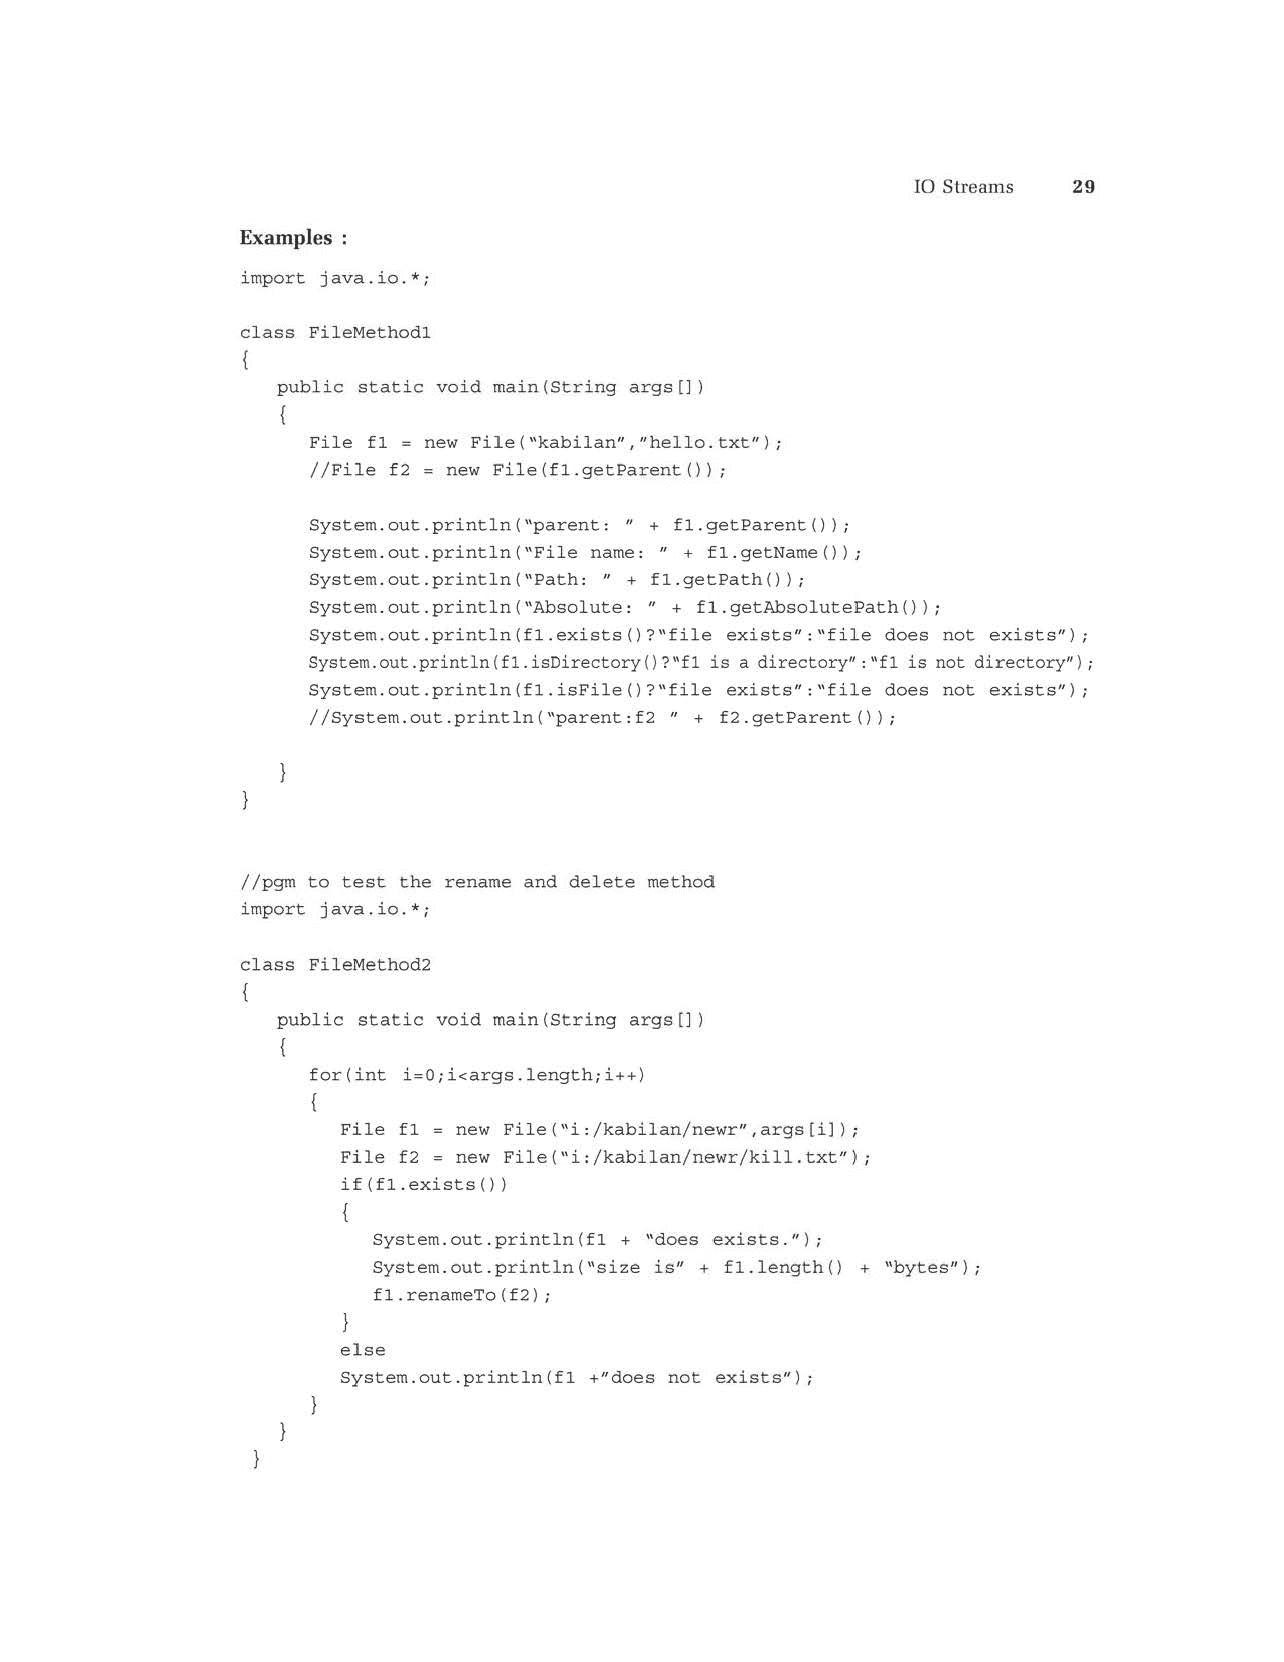 IO Streams 29
Examples :
import java.io.*;
class FileMethod1
{
public static void main(String args[])
{
File f1 = new File(“kabilan”,”hello.txt”);
//File f2 = new File(f1.getParent());
System.out.println(“parent: ” + f1.getParent());
System.out.println(“File name: ” + f1.getName());
System.out.println(“Path: ” + f1.getPath());
System.out.println(“Absolute: ” + f1.getAbsolutePath());
System.out.println(f1.exists()?“file exists”:“file does not exists”);
System.out.println(f1.isDirectory()?“f1 is a directory”:“f1 is not directory”);
System.out.println(f1.isFile()?“file exists”:“file does not exists”);
//System.out.println(“parent:f2 ” + f2.getParent());
}
}
//pgm to test the rename and delete method
import java.io.*;
class FileMethod2
{
public static void main(String args[])
{
for(int i=0;i<args.length;i++)
{
File f1 = new File(“i:/kabilan/newr”,args[i]);
File f2 = new File(“i:/kabilan/newr/kill.txt”);
if(f1.exists())
{
System.out.println(f1 + “does exists.”);
System.out.println(“size is” + f1.length() + “bytes”);
f1.renameTo(f2);
}
else
System.out.println(f1 +”does not exists”);
}
}
}